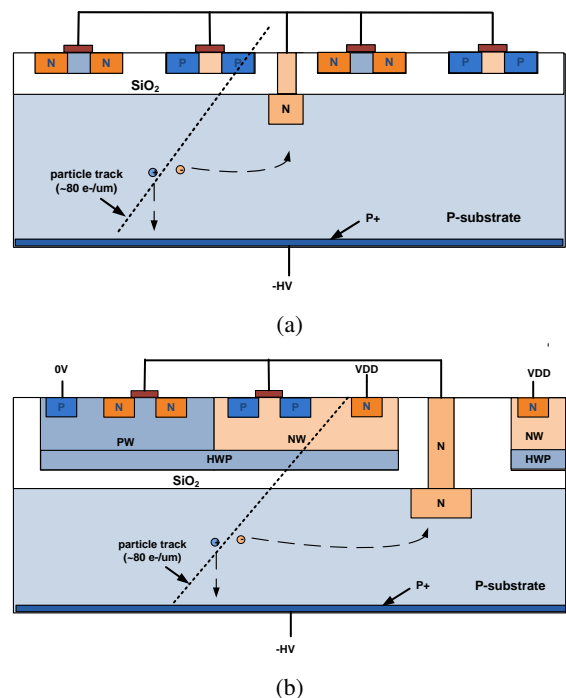 N N P P N N P P
SiO2
N
particle track
(~80 e-/um)
P+ P-substrate
-HV
(a)
0V VDD VDD
P N N P P N N N
PW NW NW
HWP HWP
SiO2
N
particle track
(~80 e-/um)
P+ P-substrate
-HV
(b)